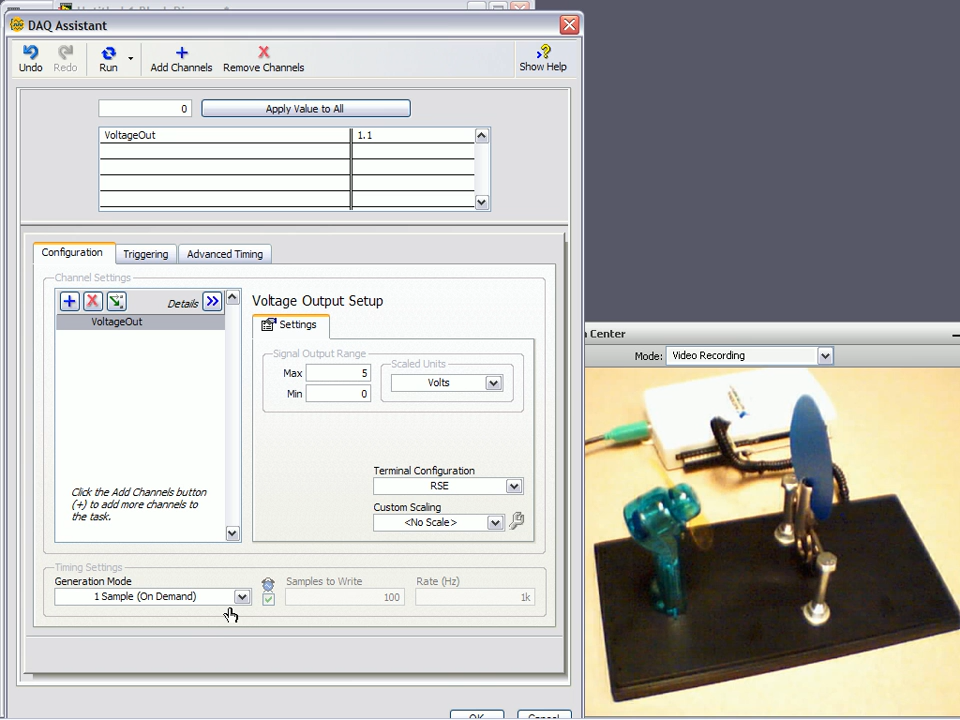 DAQ Assistant
Undo Redo Run Add Channels Remove Channels Show Help
0 Apply Value to All
VoltageOut 1.1
Configuration Triggering Advanced Timing
Channel Settings
Details
VoltageOut
Click the Add Channels button
(+) to add more channels to
the task.
Voltage Output Setup
Settings
Signal Output Range
Max 5
Min 0
Scaled Units
Volts
Terminal Configuration
RSE
Custom Scaling
<No Scale>
Timing Settings
Generation Mode Samples to Write Rate (Hz)
1 Sample (On Demand) 100 1k
OK Cancel
Center
Mode: Video Recording